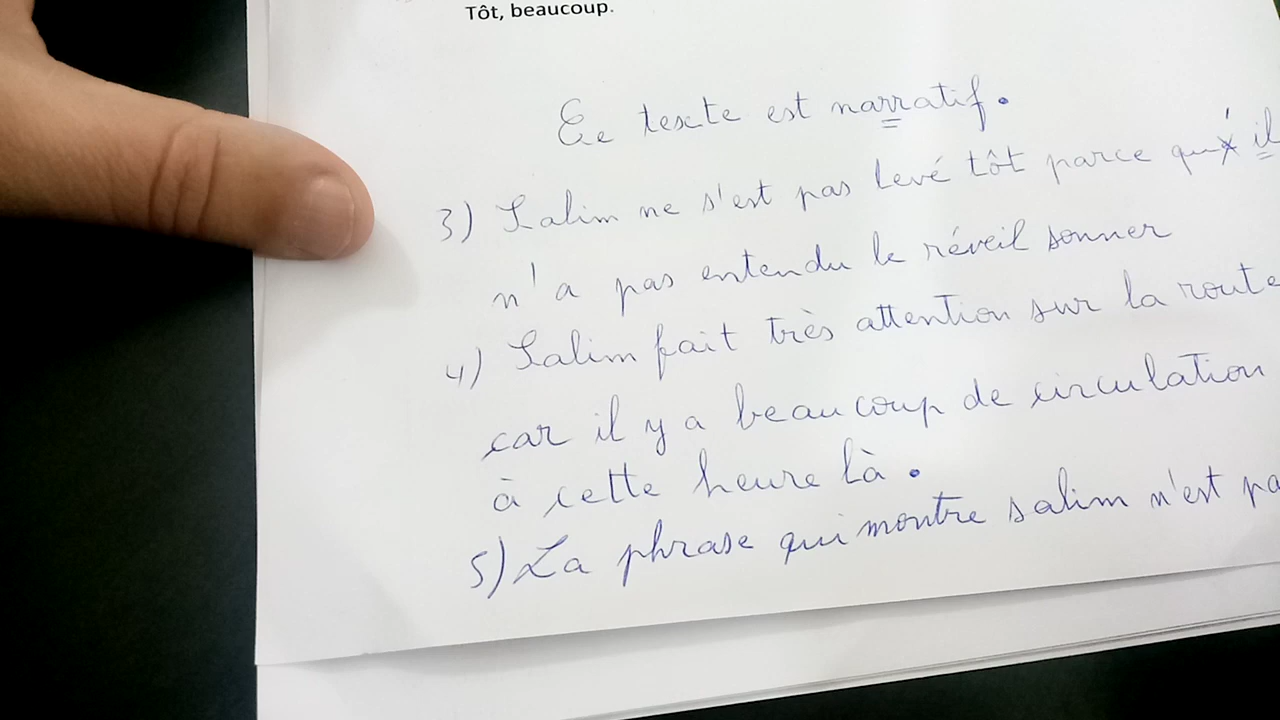 Tôt, beaucoup.
Ce texte est narratif.
3) Salim ne s'est pas levé tôt parce qu' il
n'a pas entendu le réveil sonner
4) Salim fait très attention sur la route
car il y a beaucoup de circulation
à cette heure là.
5) La phrase qui montre salim n'est pa